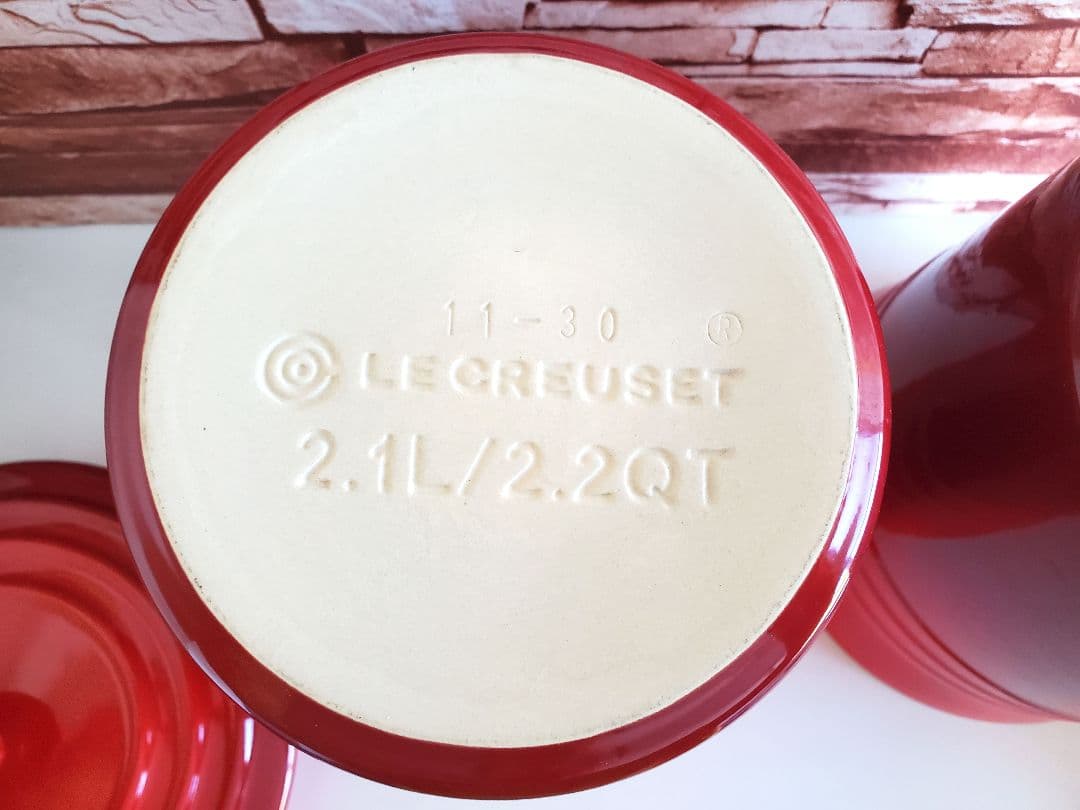 11-30 ®
LE CREUSET
2.1L/2.2QT